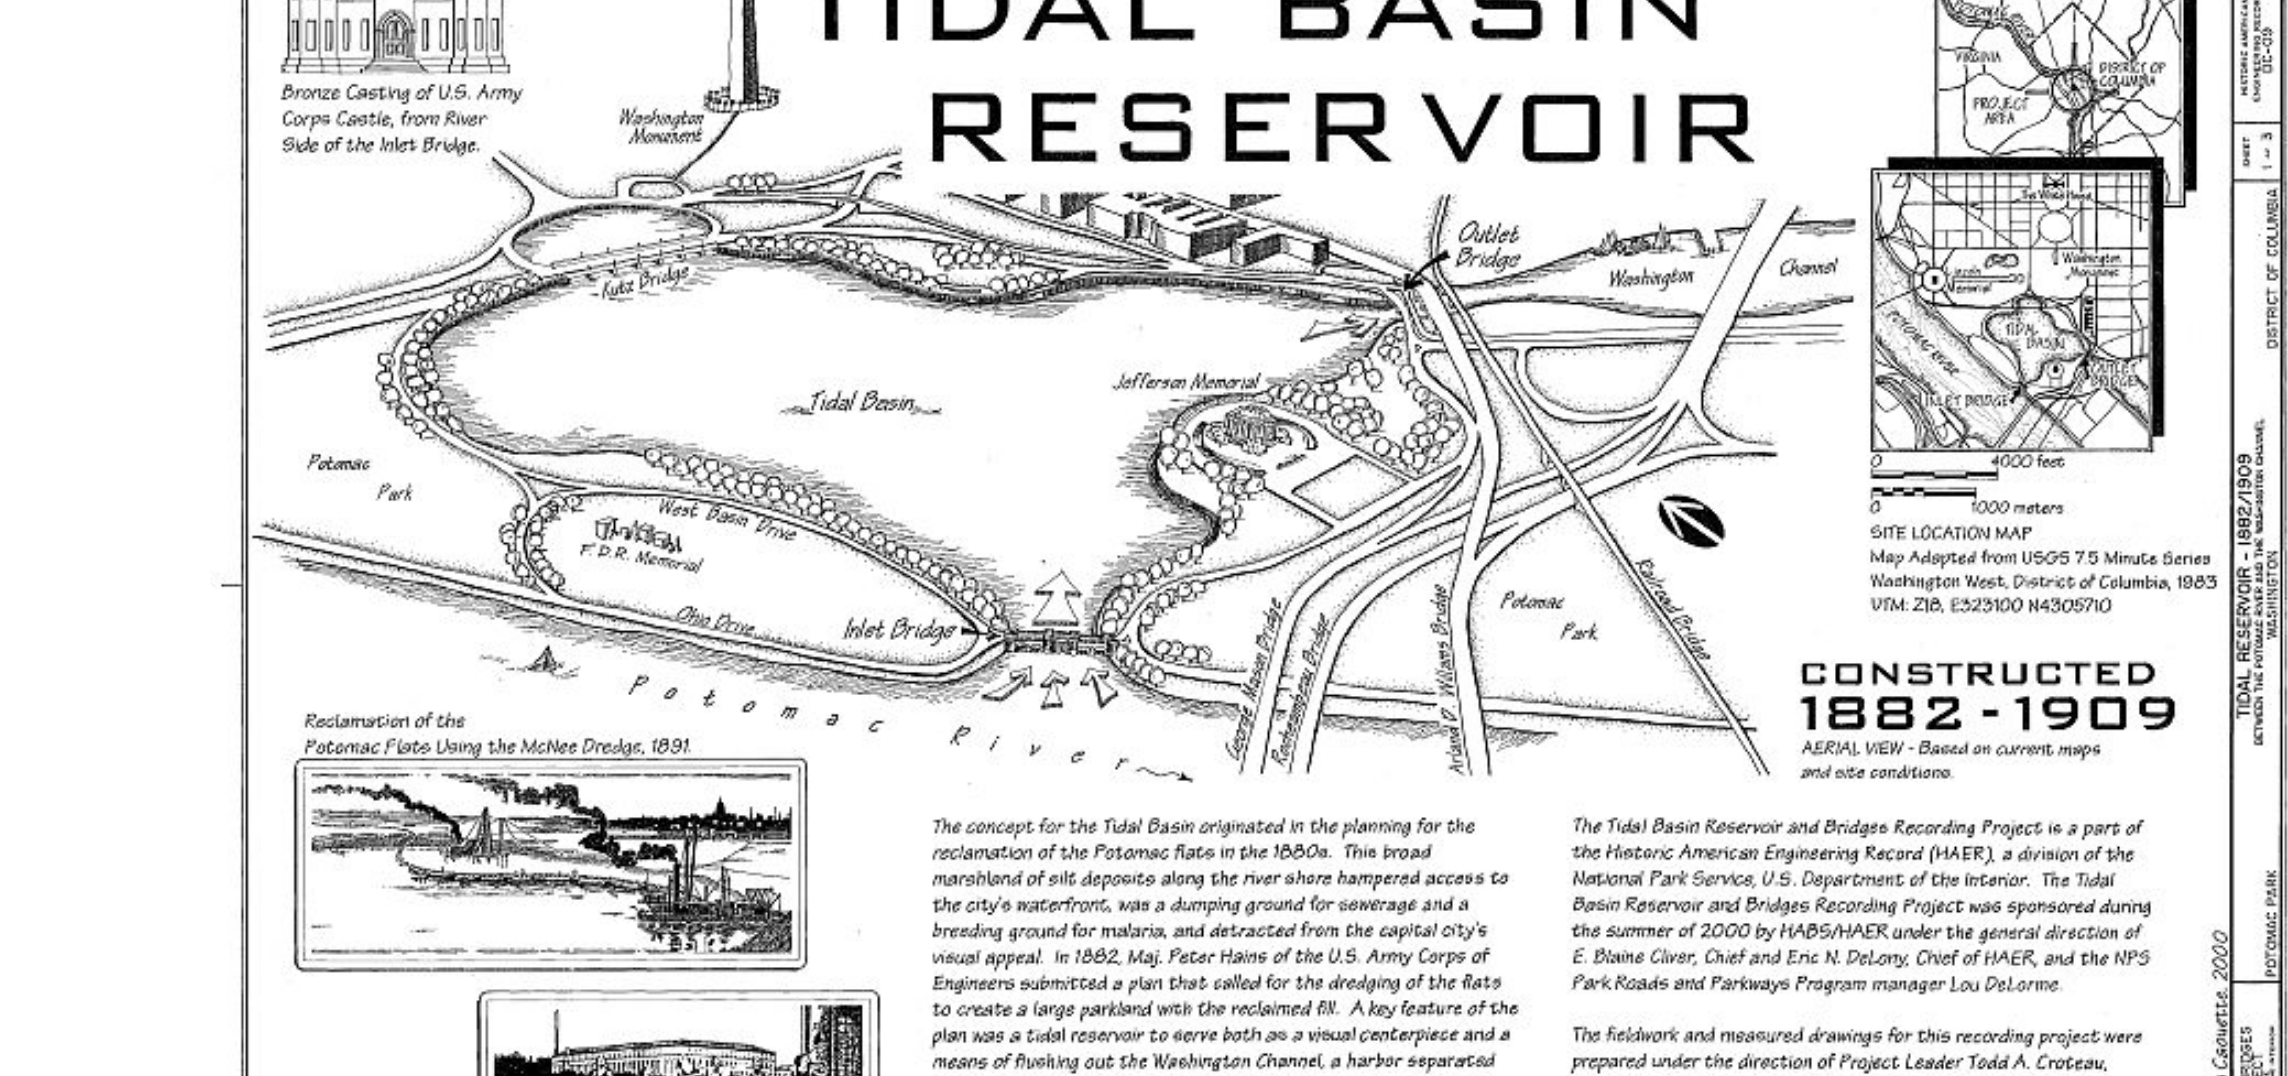 TIDAL BASIN
RESERVOIR
Bronze Casting of U.S. Army
Corps Castle, from River
Side of the Inlet Bridge.
Washington
Monument
Kutz Bridge
Outlet
Bridge
Washington
Channel
Tidal Basin
Jefferson Memorial
Potomac
Park
West Basin Drive
F.D.R. Memorial
Ohio Drive
Inlet Bridge
Potomac River
George Mason Bridge
Rochambeau Bridge
Arland D. Williams Bridge
Railroad Bridge
Potomac
Park
POTOMAC RIVER
VIRGINIA
DISTRICT OF
COLUMBIA
PROJECT
AREA
The White House
Washington
Monument
Lincoln
Memorial
POTOMAC RIVER
TIDAL
BASIN
OUTLET
BRIDGE
INLET BRIDGE
0 4000 feet
0 1000 meters
SITE LOCATION MAP
Map Adapted from USGS 7.5 Minute Series
Washington West, District of Columbia, 1983
UTM: Z18, E323100 N4305710
CONSTRUCTED
1882-1909
AERIAL VIEW - Based on current maps
and site conditions.
Reclamation of the
Potomac Flats Using the McNee Dredge, 1891.
The concept for the Tidal Basin originated in the planning for the
reclamation of the Potomac flats in the 1880s. This broad
marshland of silt deposits along the river shore hampered access to
the city's waterfront, was a dumping ground for sewerage and a
breeding ground for malaria, and detracted from the capital city's
visual appeal. In 1882, Maj. Peter Hains of the U.S. Army Corps of
Engineers submitted a plan that called for the dredging of the flats
to create a large parkland with the reclaimed fill. A key feature of the
plan was a tidal reservoir to serve both as a visual centerpiece and a
means of flushing out the Washington Channel, a harbor separated
The Tidal Basin Reservoir and Bridges Recording Project is a part of
the Historic American Engineering Record (HAER), a division of the
National Park Service, U.S. Department of the Interior. The Tidal
Basin Reservoir and Bridges Recording Project was sponsored during
the summer of 2000 by HABS/HAER under the general direction of
E. Blaine Cliver, Chief and Eric N. DeLony, Chief of HAER, and the NPS
Park Roads and Parkways Program manager Lou DeLorme.
The fieldwork and measured drawings for this recording project were
prepared under the direction of Project Leader Todd A. Croteau,
HISTORIC AMERICAN
ENGINEERING RECORD
DC-09
SHEET
1 of 3
DISTRICT OF COLUMBIA
TIDAL RESERVOIR - 1882/1909
BETWEEN THE POTOMAC RIVER AND THE WASHINGTON CHANNEL
WASHINGTON
POTOMAC PARK
Caouette, 2000